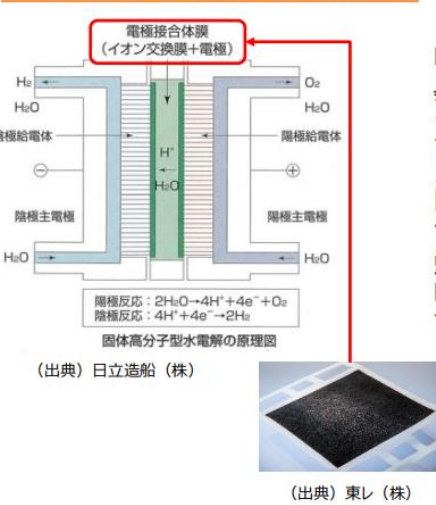 電極接合体膜
(イオン交換膜+電極)
H₂
O₂
H₂O
H₂O
陰極給電体
陽極給電体
H⁺
H₂O
陰極主電極
陽極主電極
H₂O
H₂O
陽極反応：2H₂O→4H⁺+4e⁻+O₂
陰極反応：4H⁺+4e⁻→2H₂
固体高分子型水電解の原理図
（出典）日立造船（株）
（出典）東レ（株）